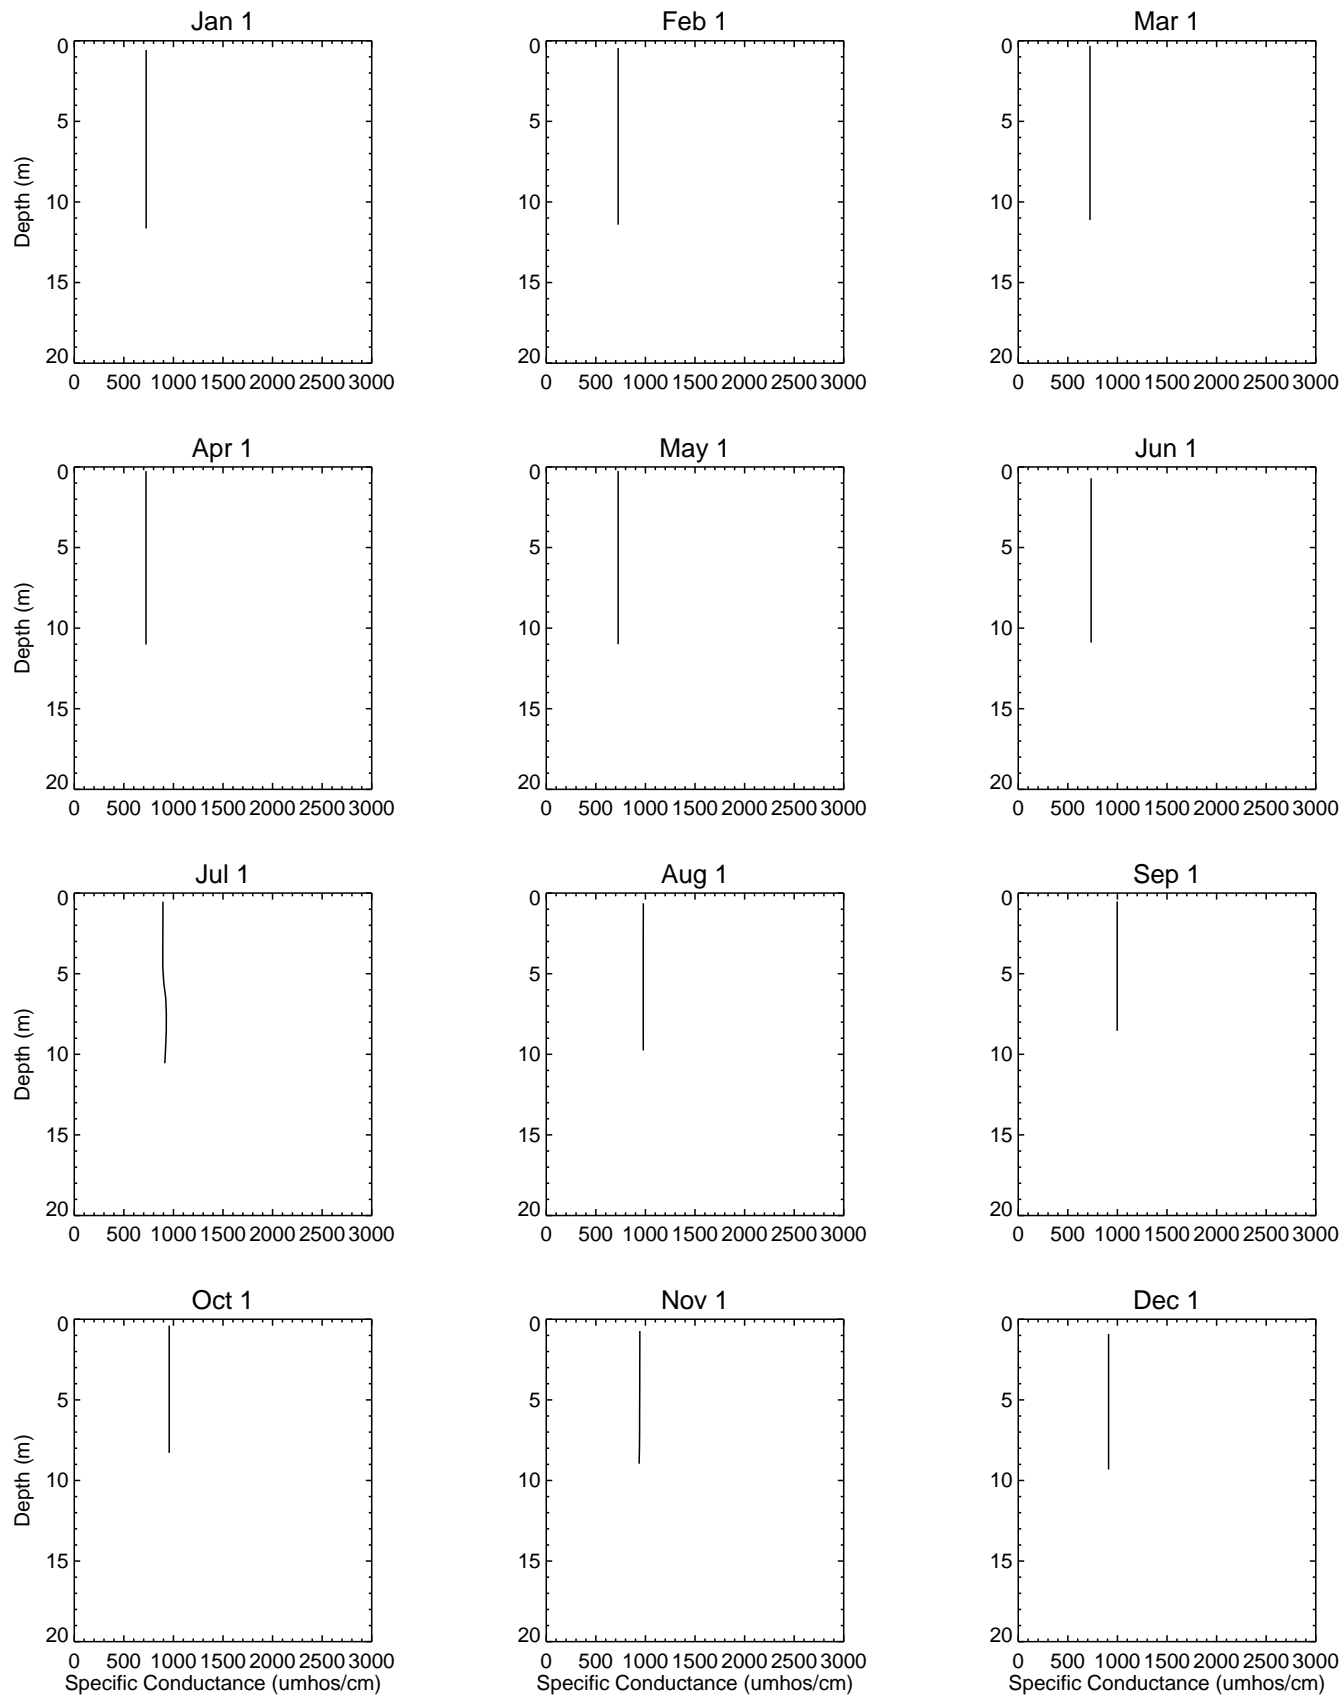 Jan 1 Feb 1 Mar 1
0 0 0
5 5 5
Depth (m)
10 10 10
15 15 15
20 20 20
0 500 1000 1500 2000 2500 3000 0 500 1000 1500 2000 2500 3000 0 500 1000 1500 2000 2500 3000
Apr 1 May 1 Jun 1
0 0 0
5 5 5
Depth (m)
10 10 10
15 15 15
20 20 20
0 500 1000 1500 2000 2500 3000 0 500 1000 1500 2000 2500 3000 0 500 1000 1500 2000 2500 3000
Jul 1 Aug 1 Sep 1
0 0 0
5 5 5
Depth (m)
10 10 10
15 15 15
20 20 20
0 500 1000 1500 2000 2500 3000 0 500 1000 1500 2000 2500 3000 0 500 1000 1500 2000 2500 3000
Oct 1 Nov 1 Dec 1
0 0 0
5 5 5
Depth (m)
10 10 10
15 15 15
20 20 20
0 500 1000 1500 2000 2500 3000 0 500 1000 1500 2000 2500 3000 0 500 1000 1500 2000 2500 3000
Specific Conductance (umhos/cm) Specific Conductance (umhos/cm) Specific Conductance (umhos/cm)